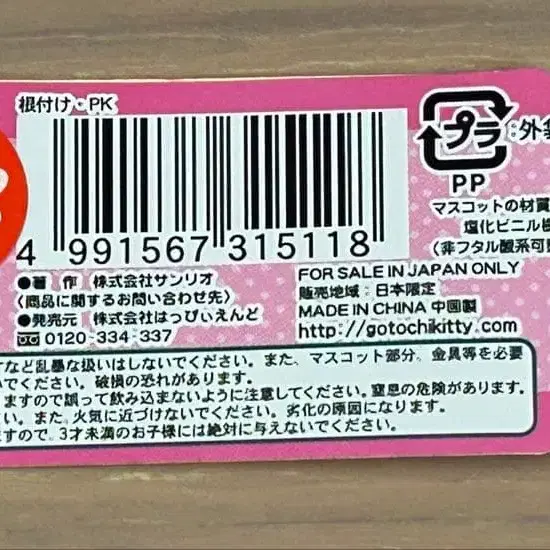 根付け・PK
プラ
:外袋
PP
マスコットの材質
塩化ビニル樹
(非フタル酸系可塑
4 991567 315118
●著 作 株式会社サンリオ
〈商品に関するお問い合わせ先〉
●発売元 株式会社はっぴぃえんど
0120-334-337
FOR SALE IN JAPAN ONLY
販売地域:日本限定
MADE IN CHINA 中国製
http://gotochikitty.com
など乱暴な扱いはしないでください。また、マスコット部分、金具等を必要
いでください。破損の恐れがあります。
ますので誤って飲み込まないように注意してください。窒息の危険があります。
い。また、火気に近づけないでください。劣化の原因になります。
ますので、3才未満のお子様には絶対に与えないでください。